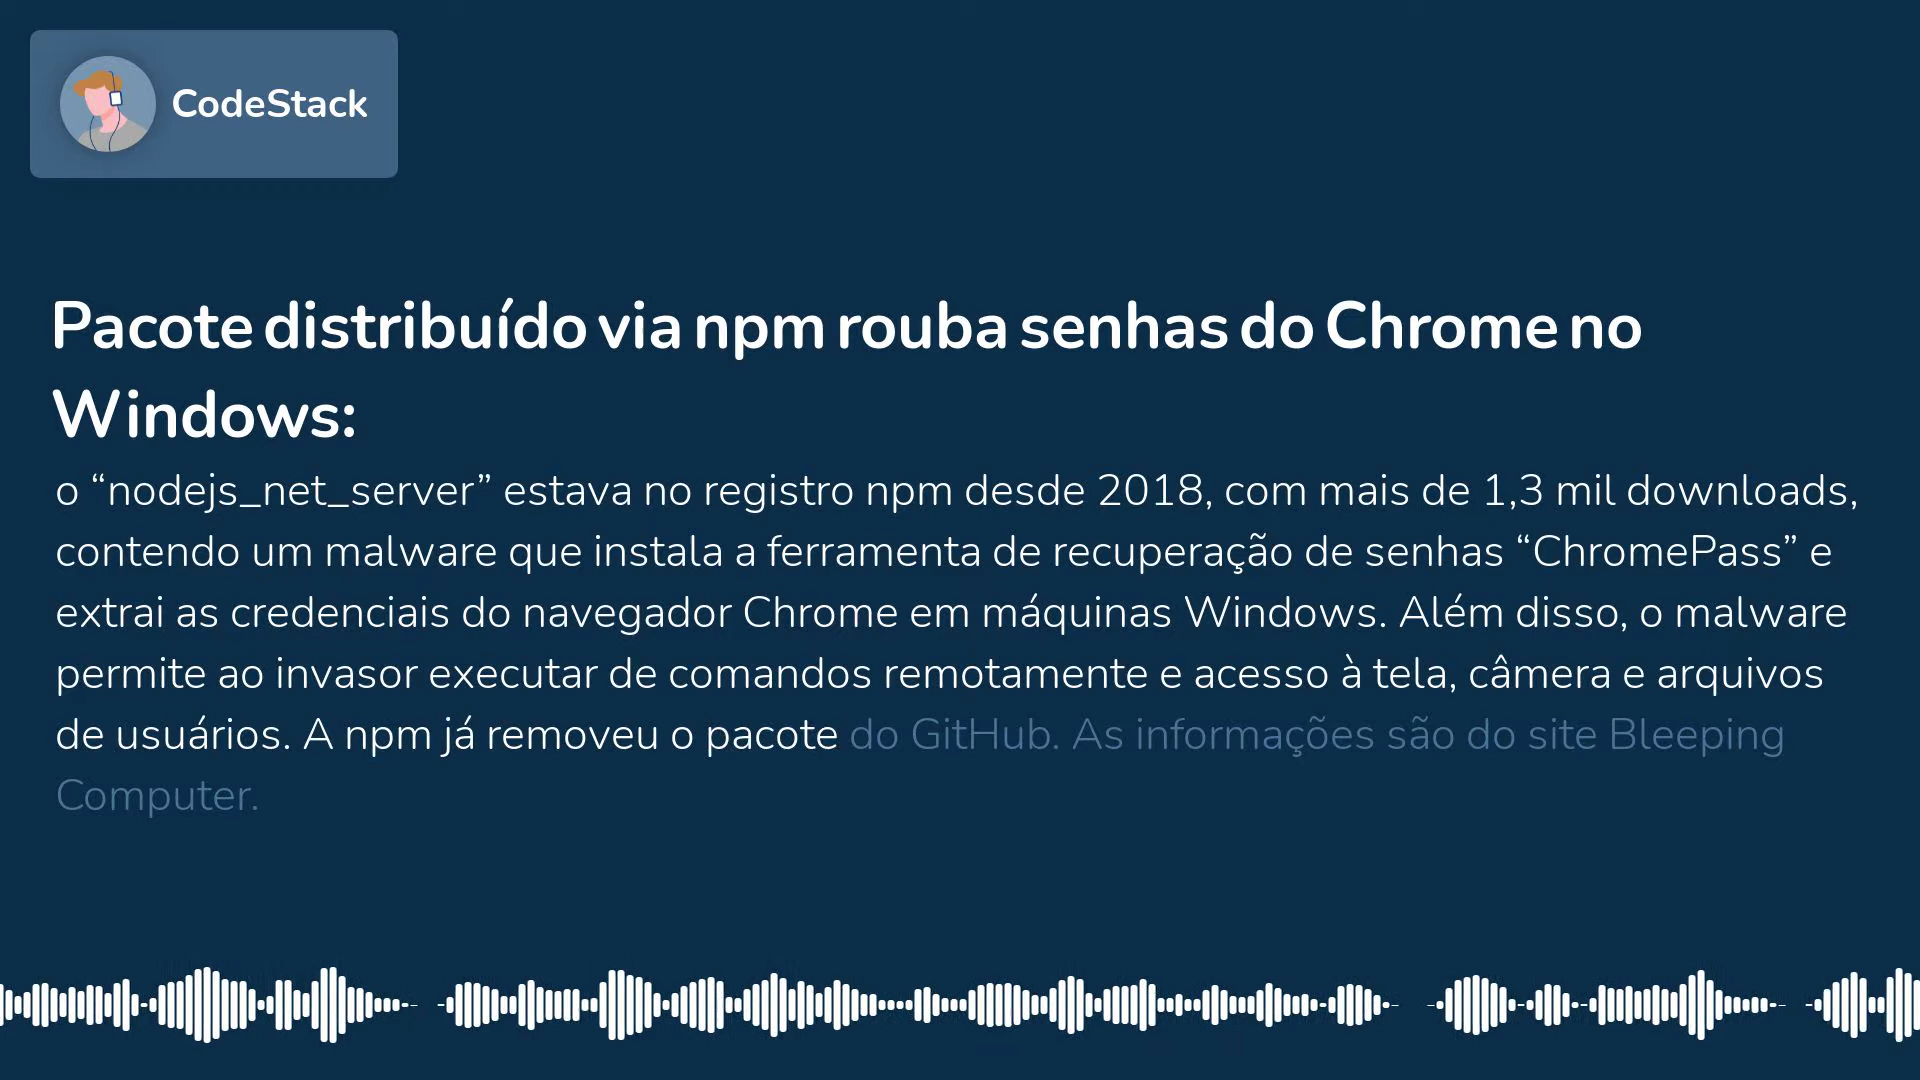 CodeStack
Pacote distribuído via npm rouba senhas do Chrome no
Windows:
o “nodejs_net_server” estava no registro npm desde 2018, com mais de 1,3 mil downloads,
contendo um malware que instala a ferramenta de recuperação de senhas “ChromePass” e
extrai as credenciais do navegador Chrome em máquinas Windows. Além disso, o malware
permite ao invasor executar de comandos remotamente e acesso à tela, câmera e arquivos
de usuários. A npm já removeu o pacote do GitHub. As informações são do site Bleeping
Computer.